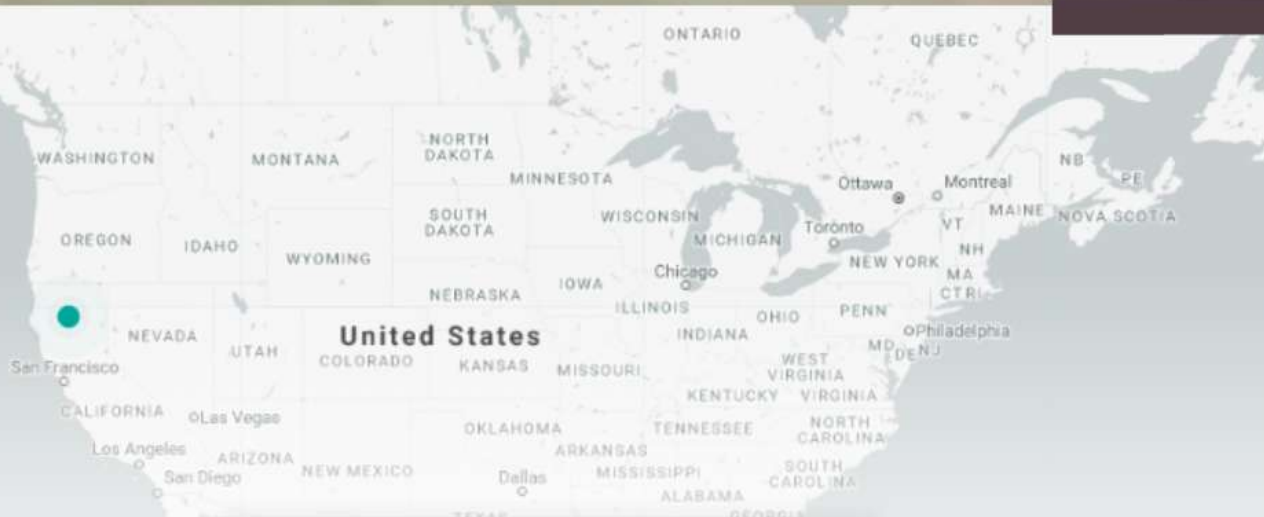 ONTARIO
QUEBEC
WASHINGTON
MONTANA
NORTH
DAKOTA
MINNESOTA
NB
PE
Ottawa
Montreal
OREGON
IDAHO
WYOMING
SOUTH
DAKOTA
WISCONSIN
MICHIGAN
Toronto
VT
MAINE
NOVA SCOTIA
NH
NEW YORK
MA
CT RI
Chicago
IOWA
NEBRASKA
ILLINOIS
INDIANA
OHIO
PENN
Philadelphia
MD
DE NJ
NEVADA
UTAH
United States
COLORADO
KANSAS
MISSOURI
WEST
VIRGINIA
KENTUCKY
VIRGINIA
San Francisco
CALIFORNIA
Las Vegas
OKLAHOMA
TENNESSEE
NORTH
CAROLINA
Los Angeles
ARIZONA
NEW MEXICO
ARKANSAS
San Diego
Dallas
MISSISSIPPI
SOUTH
CAROLINA
ALABAMA
TEXAS
GEORGIA